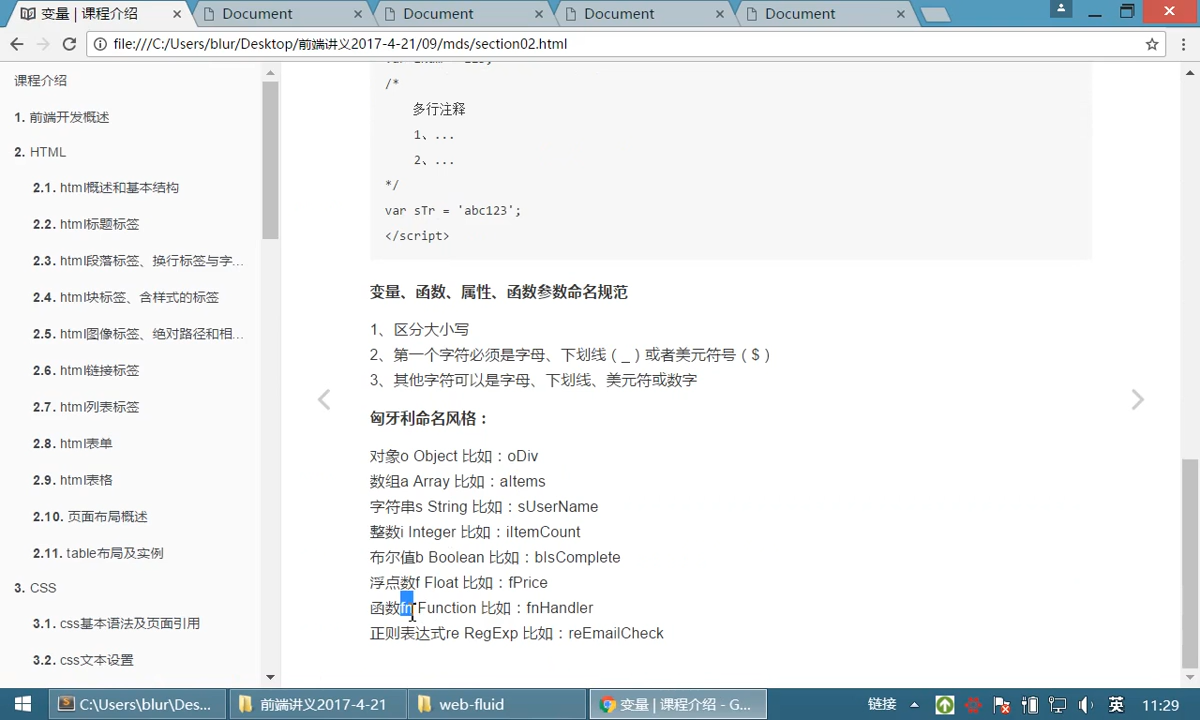 变量 | 课程介绍
Document
Document
Document
Document
file:///C:/Users/blur/Desktop/前端讲义2017-4-21/09/mds/section02.html
课程介绍
1. 前端开发概述
2. HTML
2.1. html概述和基本结构
2.2. html标题标签
2.3. html段落标签、换行标签与字...
2.4. html块标签、含样式的标签
2.5. html图像标签、绝对路径和相...
2.6. html链接标签
2.7. html列表标签
2.8. html表单
2.9. html表格
2.10. 页面布局概述
2.11. table布局及实例
3. CSS
3.1. css基本语法及页面引用
3.2. css文本设置
/*
多行注释
1、...
2、...
*/
var sTr = 'abc123';
</script>
变量、函数、属性、函数参数命名规范
1、区分大小写
2、第一个字符必须是字母、下划线（_）或者美元符号（$）
3、其他字符可以是字母、下划线、美元符或数字
匈牙利命名风格：
对象o Object 比如：oDiv
数组a Array 比如：aItems
字符串s String 比如：sUserName
整数i Integer 比如：iItemCount
布尔值b Boolean 比如：bIsComplete
浮点数f Float 比如：fPrice
函数fn Function 比如：fnHandler
正则表达式re RegExp 比如：reEmailCheck
C:\Users\blur\Des...
前端讲义2017-4-21
web-fluid
变量 | 课程介绍 - G...
链接
英
11:29